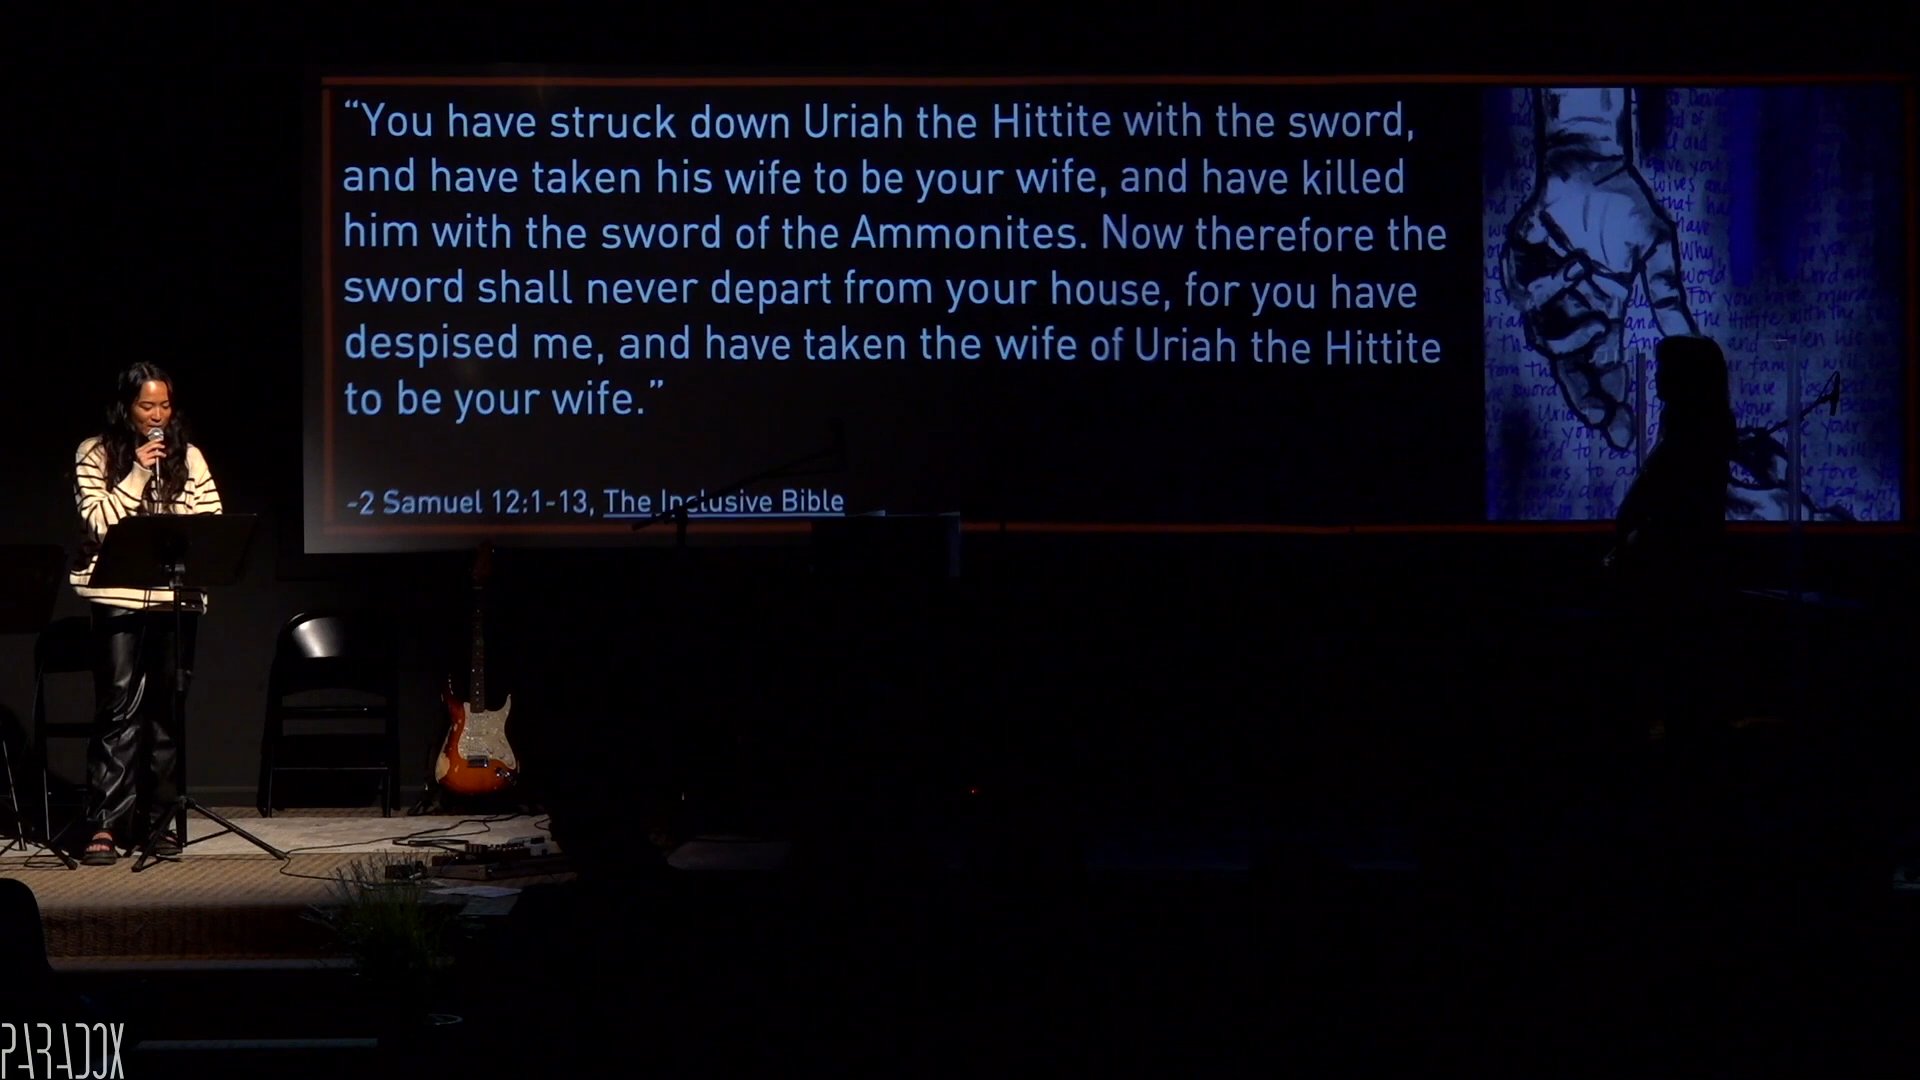 “You have struck down Uriah the Hittite with the sword,
and have taken his wife to be your wife, and have killed
him with the sword of the Ammonites. Now therefore the
sword shall never depart from your house, for you have
despised me, and have taken the wife of Uriah the Hittite
to be your wife.”
-2 Samuel 12:1-13, The Inclusive Bible
PARADOX